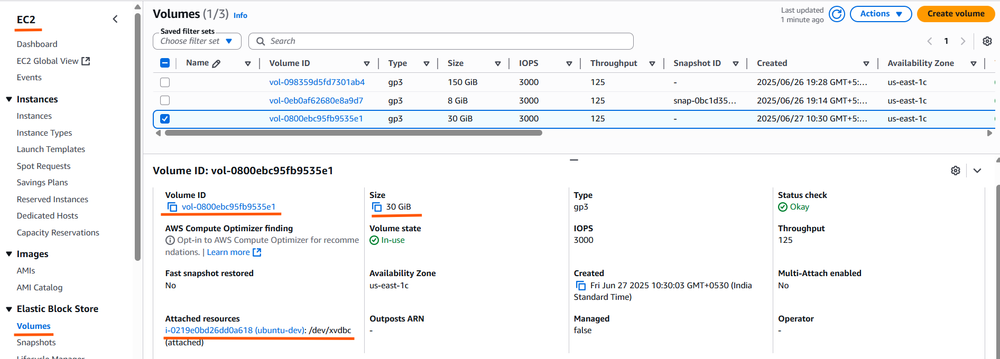 EC2
Dashboard
EC2 Global View
Events
Instances
Instances
Instance Types
Launch Templates
Spot Requests
Savings Plans
Reserved Instances
Dedicated Hosts
Capacity Reservations
Images
AMIs
AMI Catalog
Elastic Block Store
Volumes
Snapshots
Lifecycle Manager
Volumes (1/3) Info
Last updated
1 minute ago
Actions
Create volume
Saved filter sets
Choose filter set
Search
1
Name Volume ID Type Size IOPS Throughput Snapshot ID Created Availability Zone
vol-098359d5fd7301ab4 gp3 150 GiB 3000 125 - 2025/06/26 19:28 GMT+5:... us-east-1c
vol-0eb0af62680e8a9d7 gp3 8 GiB 3000 125 snap-0bc1d35... 2025/06/26 19:14 GMT+5:... us-east-1c
vol-0800ebc95fb9535e1 gp3 30 GiB 3000 125 - 2025/06/27 10:30 GMT+5:... us-east-1c
Volume ID: vol-0800ebc95fb9535e1
Volume ID Size Type Status check
vol-0800ebc95fb9535e1 30 GiB gp3 Okay
AWS Compute Optimizer finding Volume state IOPS Throughput
Opt-in to AWS Compute Optimizer for recomme In-use 3000 125
ndations. | Learn more
Fast snapshot restored Availability Zone Created Multi-Attach enabled
No us-east-1c Fri Jun 27 2025 10:30:03 GMT+0530 (India No
Standard Time)
Attached resources Outposts ARN Managed Operator
i-0219e0bd26dd0a618 (ubuntu-dev): /dev/xvdbc - false -
(attached)